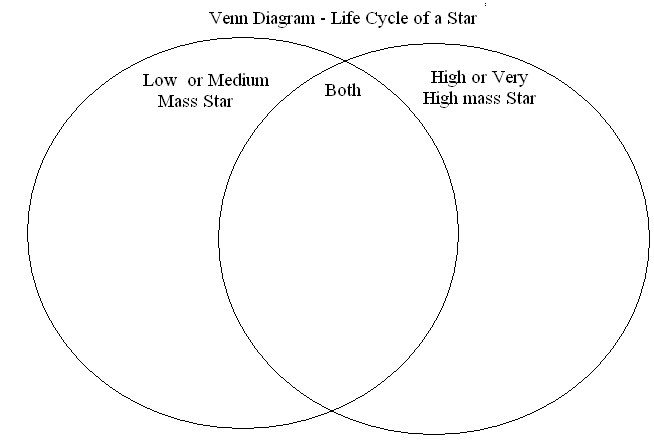 Venn Diagram - Life Cycle of a Star
Low or Medium
Mass Star
Both
High or Very
High mass Star